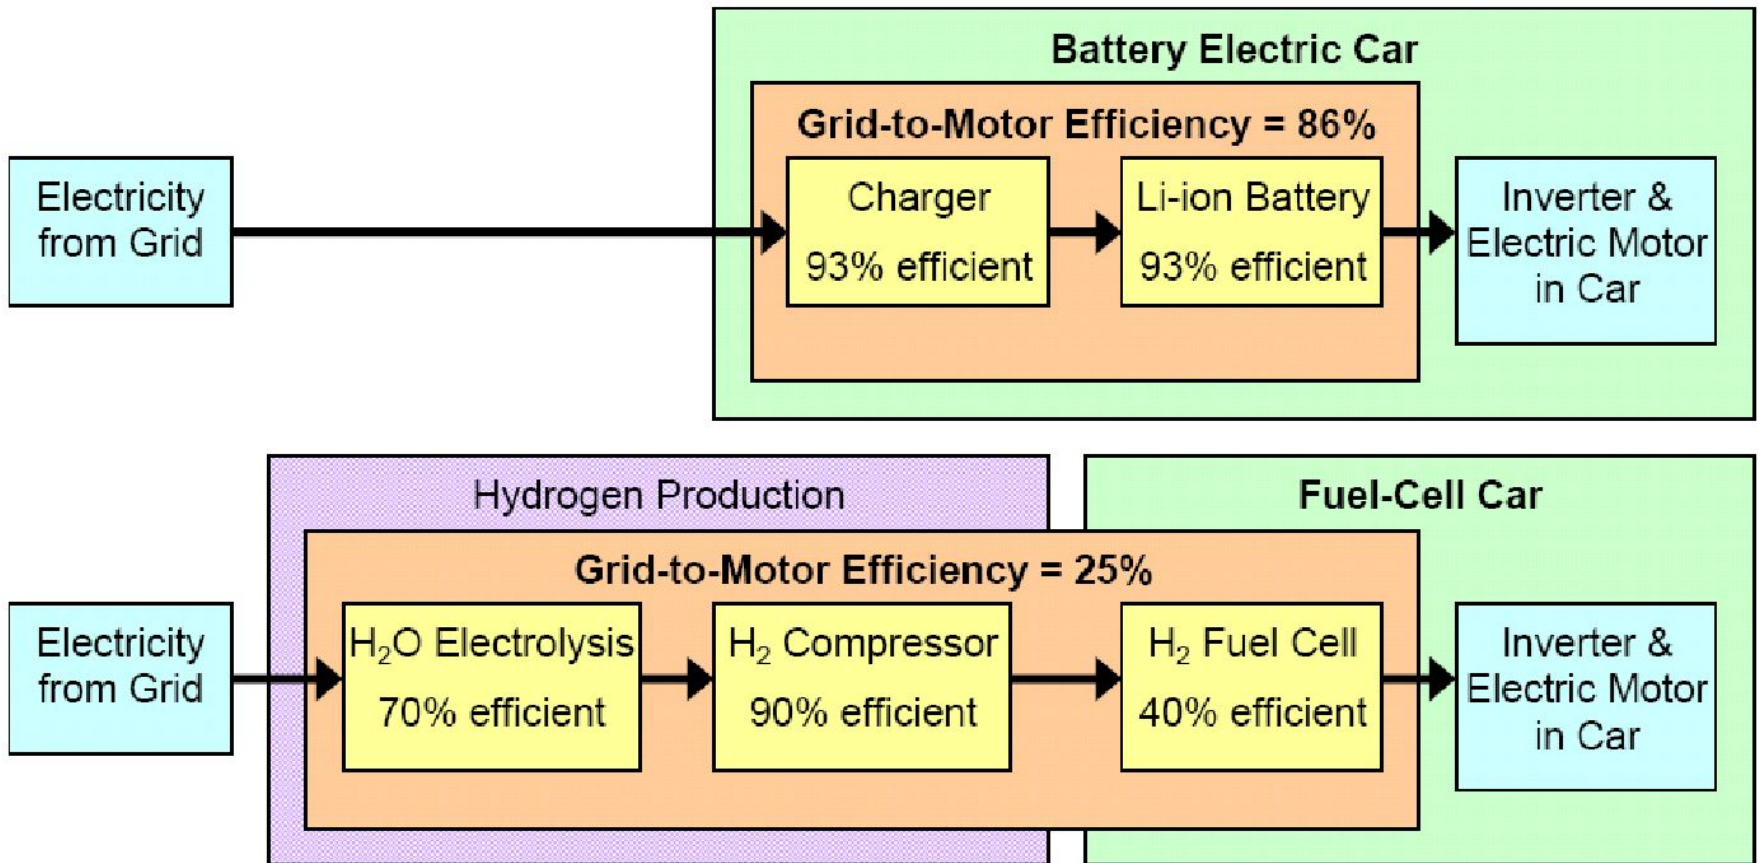 Battery Electric Car
Grid-to-Motor Efficiency = 86%
Electricity
from Grid
Charger
93% efficient
Li-ion Battery
93% efficient
Inverter &
Electric Motor
in Car
Hydrogen Production
Fuel-Cell Car
Grid-to-Motor Efficiency = 25%
Electricity
from Grid
H₂O Electrolysis
70% efficient
H₂ Compressor
90% efficient
H₂ Fuel Cell
40% efficient
Inverter &
Electric Motor
in Car